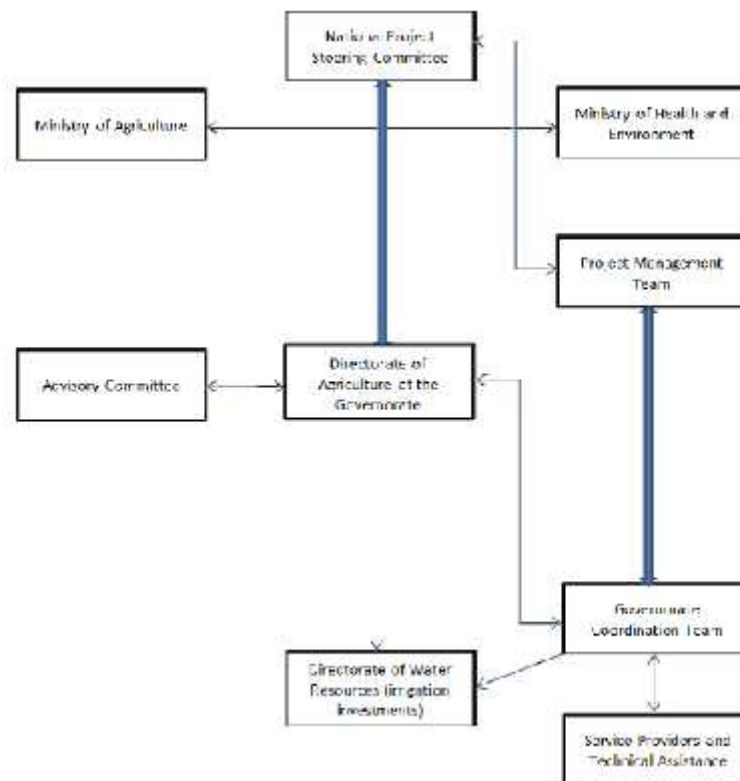 National Project
Steering Committee
Ministry of Agriculture
Ministry of Health and
Environment
Project Management
Team
Advisory Committee
Directorate of
Agriculture of the
Governorate
Governorate
Coordination Team
Directorate of Water
Resources (irrigation
investments)
Service Providers and
Technical Assistance